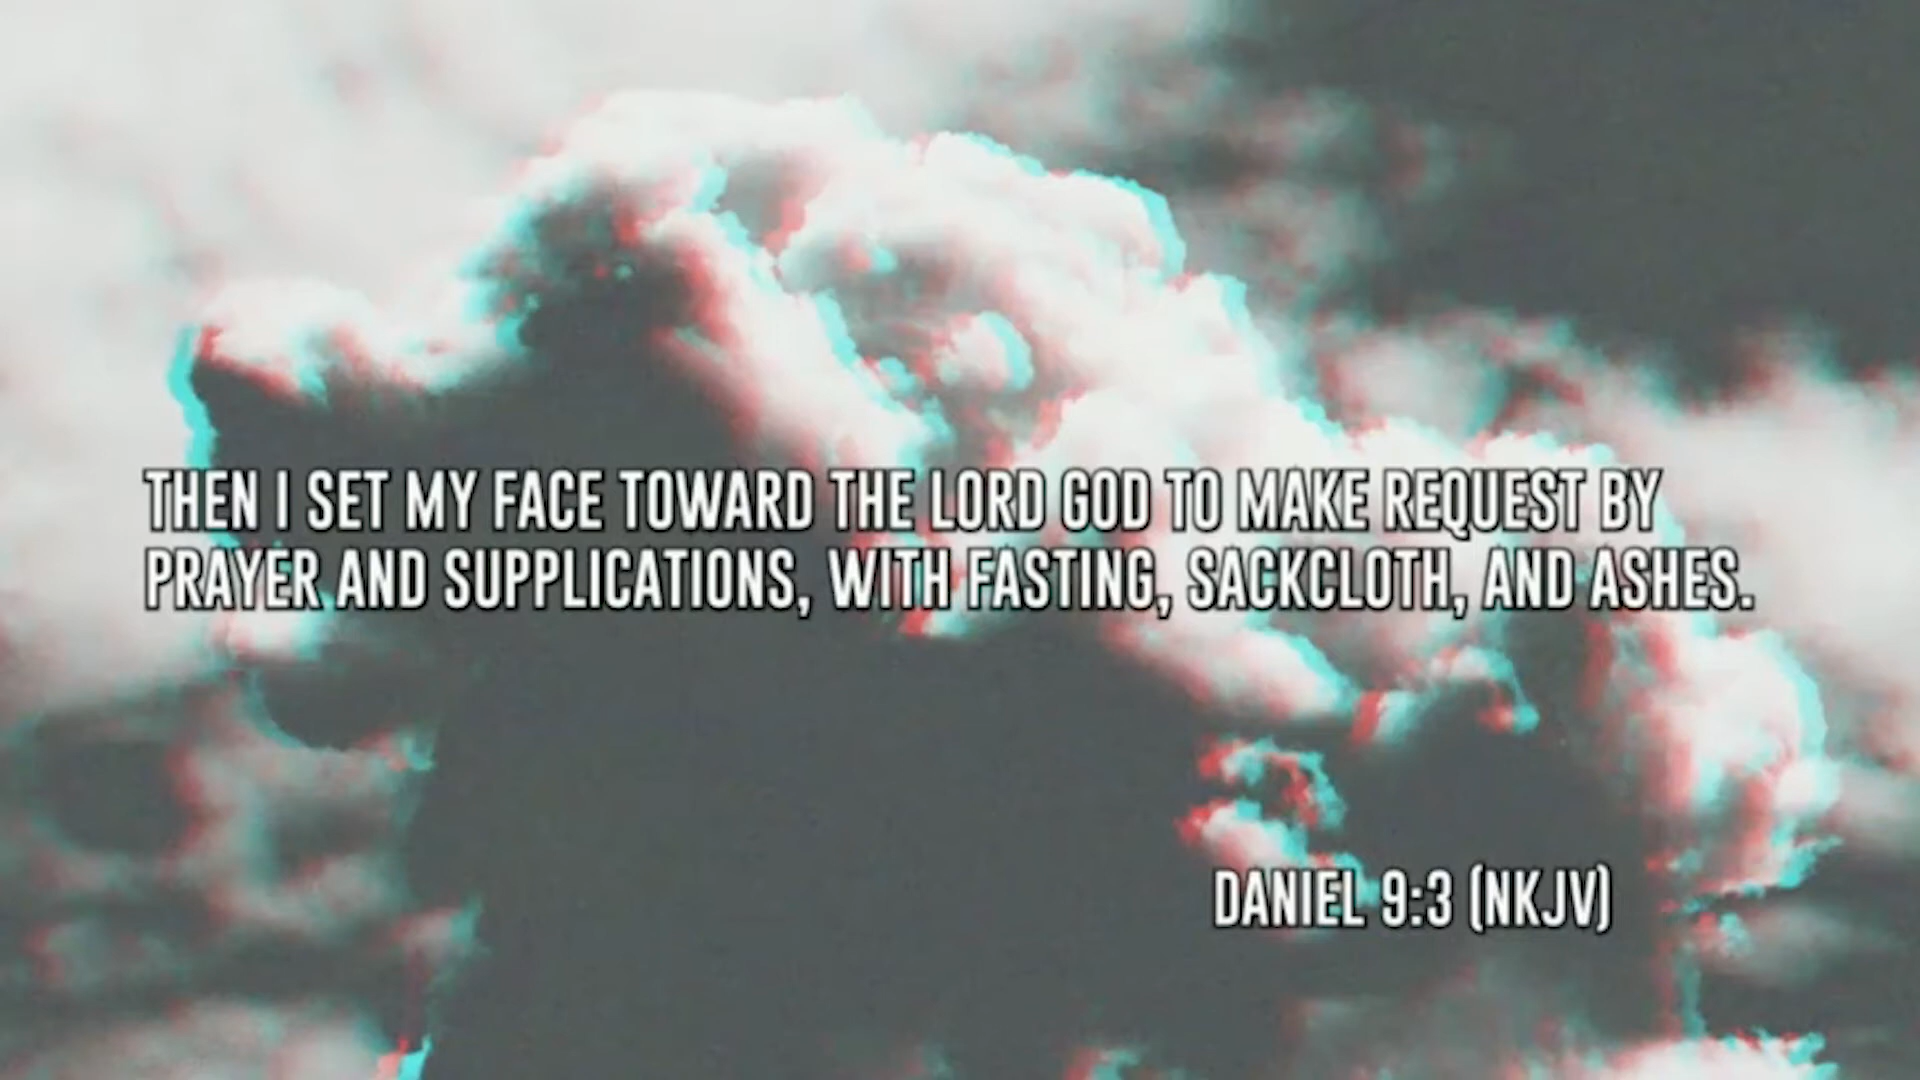 THEN I SET MY FACE TOWARD THE LORD GOD TO MAKE REQUEST BY
PRAYER AND SUPPLICATIONS, WITH FASTING, SACKCLOTH, AND ASHES.
DANIEL 9:3 (NKJV)